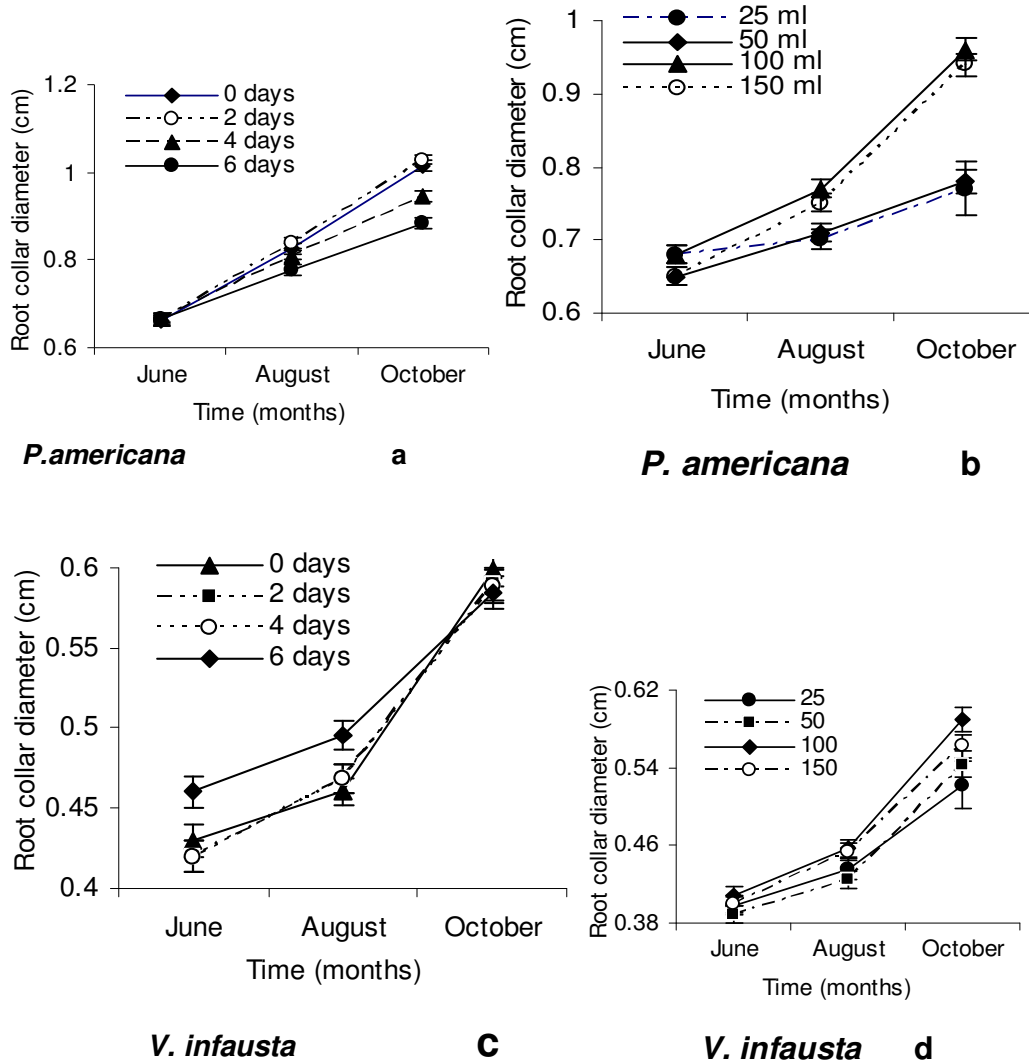 Root collar diameter (cm)
1.2
1
0.8
0.6
0 days
2 days
4 days
6 days
June August October
Time (months)
P.americana a
Root collar diameter (cm)
1
0.9
0.8
0.7
0.6
25 ml
50 ml
100 ml
150 ml
June August October
Time (months)
P. americana b
Root collar diameter (cm)
0.6
0.55
0.5
0.45
0.4
0 days
2 days
4 days
6 days
June August October
Time (months)
V. infausta c
Root collar diameter (cm)
0.62
0.54
0.46
0.38
25
50
100
150
June August October
Time (months)
V. infausta d